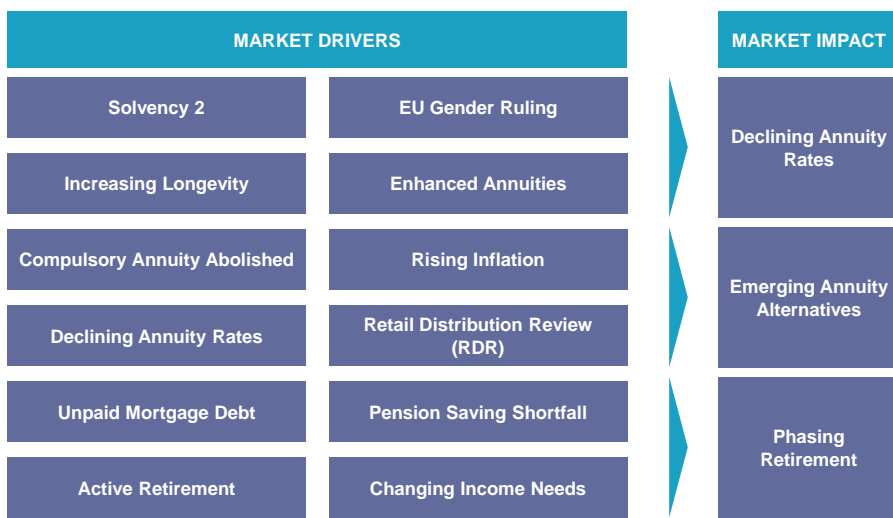 MARKET DRIVERS
MARKET IMPACT
Solvency 2
EU Gender Ruling
Increasing Longevity
Enhanced Annuities
Declining Annuity
Rates
Compulsory Annuity Abolished
Rising Inflation
Declining Annuity Rates
Retail Distribution Review
(RDR)
Emerging Annuity
Alternatives
Unpaid Mortgage Debt
Pension Saving Shortfall
Active Retirement
Changing Income Needs
Phasing
Retirement